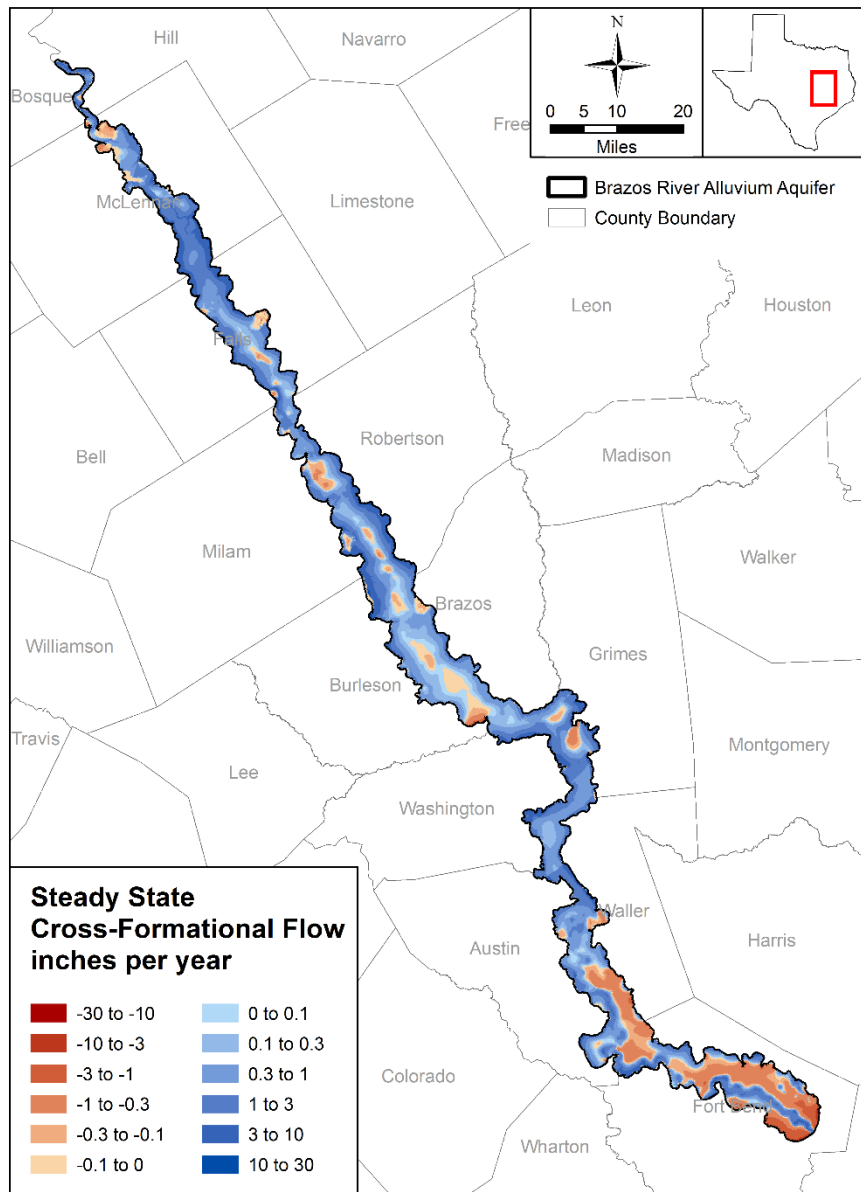 Hill
Navarro
N
Bosque
Free
0 5 10 20
Miles
McLennan
Limestone
Brazos River Alluvium Aquifer
County Boundary
Leon
Houston
Falls
Robertson
Bell
Madison
Milam
Walker
Brazos
Williamson
Grimes
Burleson
Travis
Montgomery
Lee
Washington
Waller
Harris
Austin
Colorado
Fort Bend
Wharton
Steady State
Cross-Formational Flow
inches per year
-30 to -10
-10 to -3
-3 to -1
-1 to -0.3
-0.3 to -0.1
-0.1 to 0
0 to 0.1
0.1 to 0.3
0.3 to 1
1 to 3
3 to 10
10 to 30